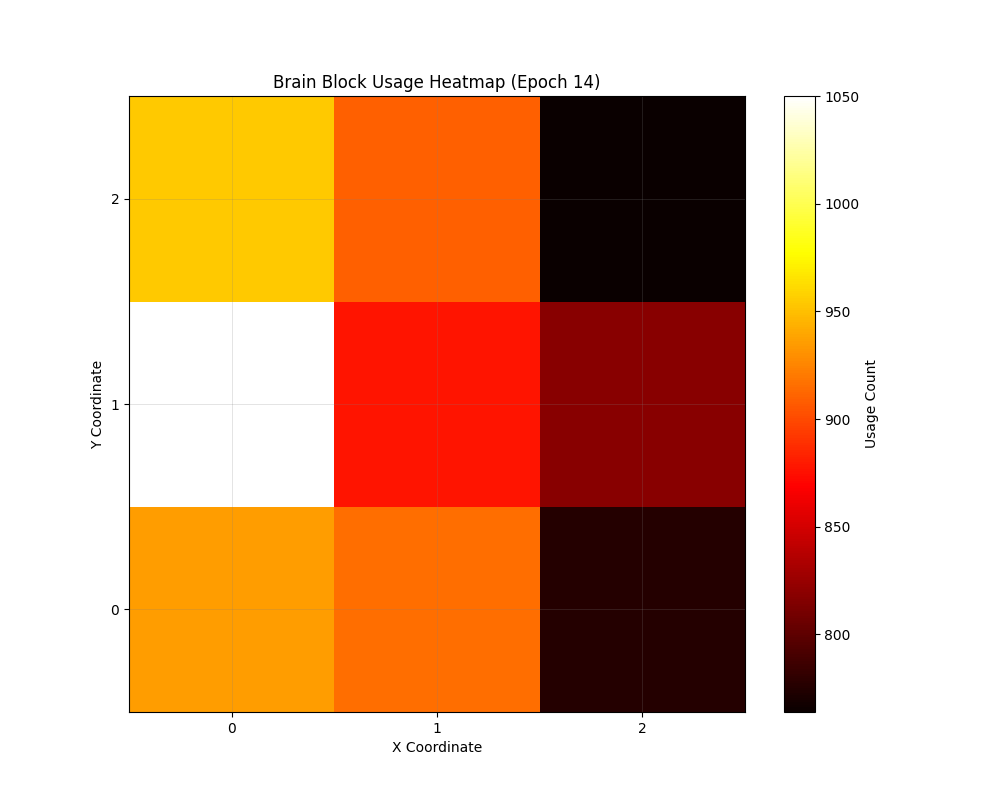 Brain Block Usage Heatmap (Epoch 14)
2
1
0
Y Coordinate
0 1 2
X Coordinate
1050
1000
950
900
850
800
Usage Count